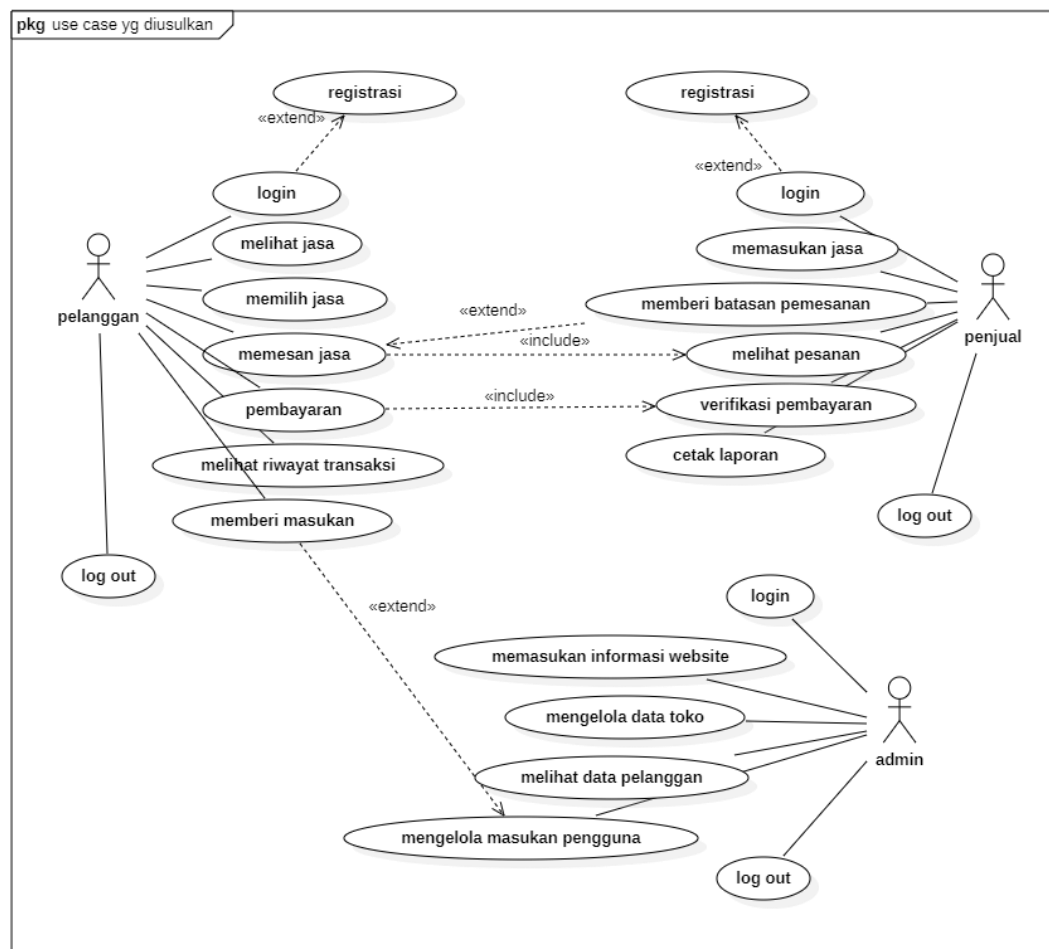 pkg use case yg diusulkan
registrasi
registrasi
«extend»
«extend»
login
login
melihat jasa
memasukan jasa
memilih jasa
memberi batasan pemesanan
pelanggan
penjual
«extend»
«include»
memesan jasa
melihat pesanan
pembayaran
«include»
verifikasi pembayaran
melihat riwayat transaksi
cetak laporan
memberi masukan
log out
log out
«extend»
login
memasukan informasi website
mengelola data toko
admin
melihat data pelanggan
mengelola masukan pengguna
log out